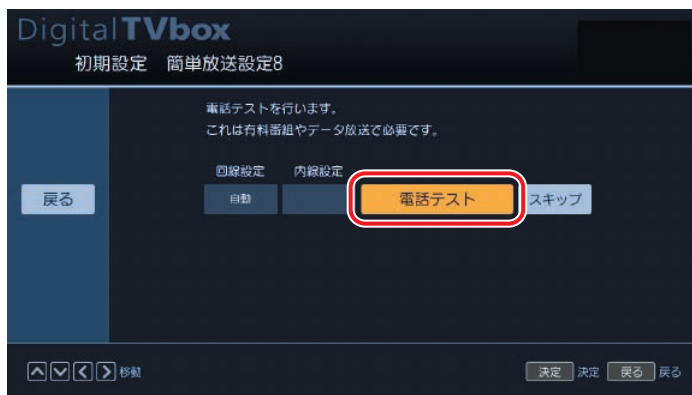 DigitalTVbox
初期設定 簡単放送設定8
電話テストを行います。
これは有料番組やデータ放送で必要です。
回線設定 内線設定
戻る 自動 電話テスト スキップ
移動 決定 決定 戻る 戻る